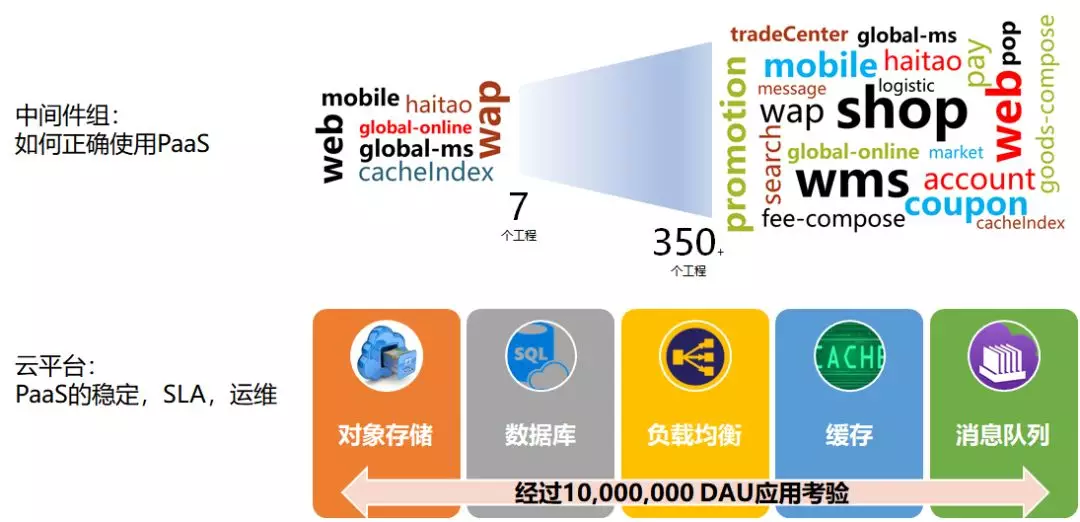 中间件组：
如何正确使用PaaS
mobile
haitao
web
global-online
global-ms
cacheIndex
wap
7
个工程
350+
个工程
tradeCenter
global-ms
mobile
haitao
pay
pop
goods-compose
message
logistic
promotion
wap
shop
web
search
global-online
market
wms
account
coupon
fee-compose
cacheIndex
云平台：
PaaS的稳定，SLA，运维
SQL
CACHE
对象存储
数据库
负载均衡
缓存
消息队列
经过10,000,000 DAU应用考验